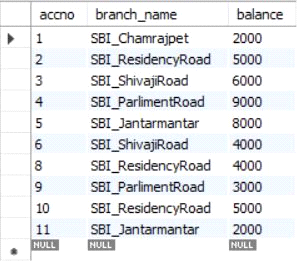 accno branch_name balance
1 SBI_Chamrajpet 2000
2 SBI_ResidencyRoad 5000
3 SBI_ShivajiRoad 6000
4 SBI_ParlimentRoad 9000
5 SBI_Jantarmantar 8000
6 SBI_ShivajiRoad 4000
8 SBI_ResidencyRoad 4000
9 SBI_ParlimentRoad 3000
10 SBI_ResidencyRoad 5000
11 SBI_Jantarmantar 2000
NULL NULL NULL